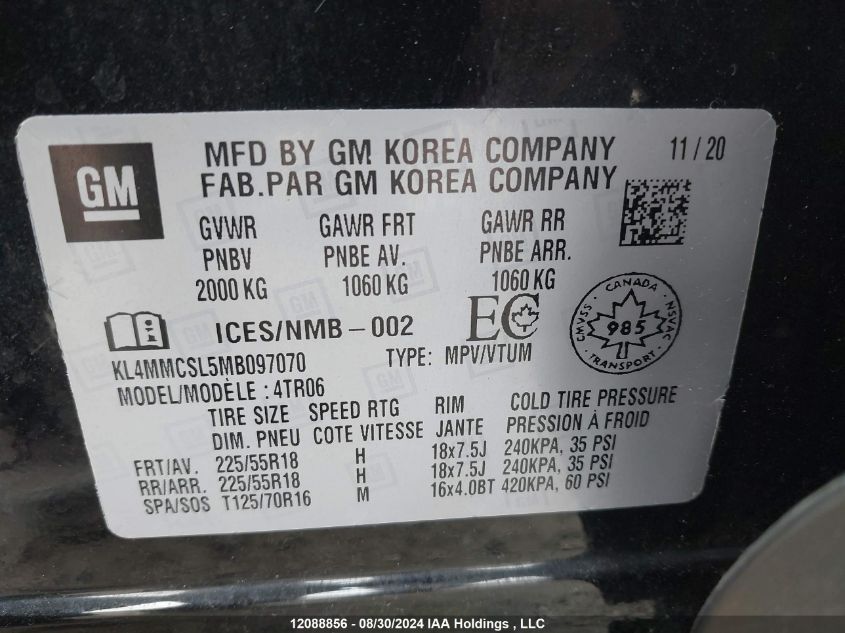 GM
MFD BY GM KOREA COMPANY 11/20
FAB.PAR GM KOREA COMPANY
GVWR GAWR FRT GAWR RR
PNBV PNBE AV. PNBE ARR.
2000 KG 1060 KG 1060 KG
ICES/NMB-002 EC
CANADA
CMVSS 985 NSVAC
TRANSPORT
KL4MMCSL5MB097070 TYPE: MPV/VTUM
MODEL/MODÈLE: 4TR06
TIRE SIZE SPEED RTG RIM COLD TIRE PRESSURE
DIM. PNEU COTE VITESSE JANTE PRESSION À FROID
FRT/AV. 225/55R18 H 18x7.5J 240KPA, 35 PSI
RR/ARR. 225/55R18 H 18x7.5J 240KPA, 35 PSI
SPA/SOS T125/70R16 M 16x4.0BT 420KPA, 60 PSI
12088856 - 08/30/2024 IAA Holdings , LLC